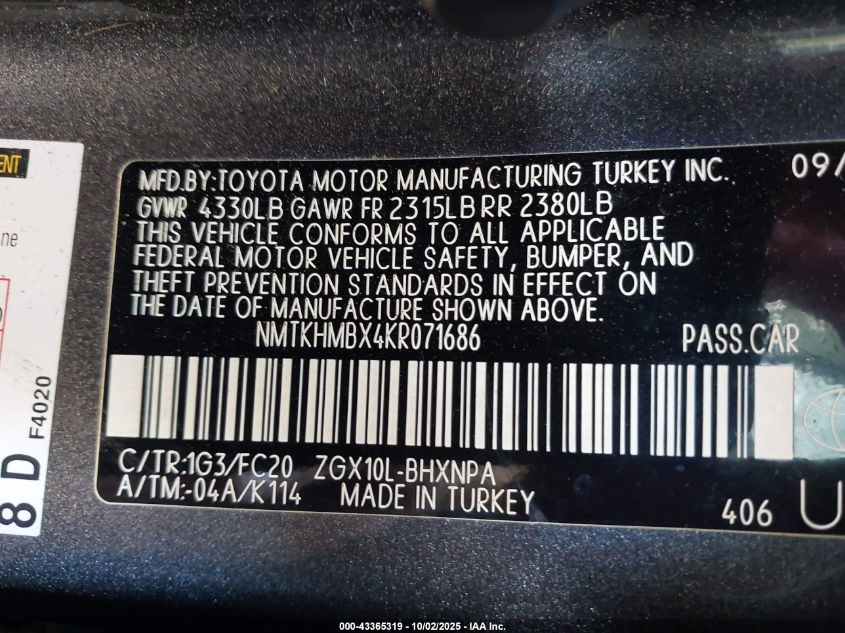 MFD.BY:TOYOTA MOTOR MANUFACTURING TURKEY INC. 09/
GVWR 4330LB GAWR FR 2315LB RR 2380LB
THIS VEHICLE CONFORMS TO ALL APPLICABLE
FEDERAL MOTOR VEHICLE SAFETY, BUMPER, AND
THEFT PREVENTION STANDARDS IN EFFECT ON
THE DATE OF MANUFACTURE SHOWN ABOVE.
NMTKHMBX4KR071686 PASS.CAR
C/TR:1G3/FC20 ZGX10L-BHXNPA
A/TM:-04A/K114 MADE IN TURKEY 406 U
8 D F4020
000-43365319 - 10/02/2025 - IAA Inc.